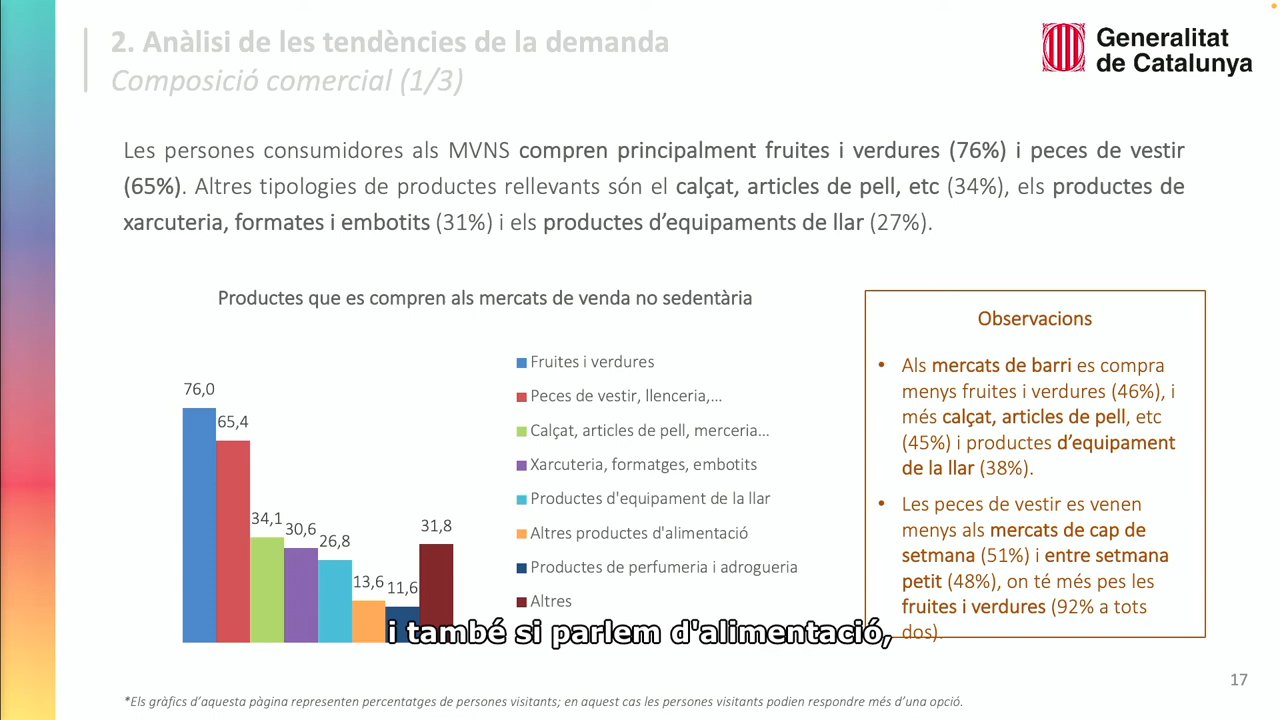 2. Anàlisi de les tendències de la demanda
Composició comercial (1/3)
Generalitat
de Catalunya
Les persones consumidores als MVNS compren principalment fruites i verdures (76%) i peces de vestir
(65%). Altres tipologies de productes rellevants són el calçat, articles de pell, etc (34%), els productes de
xarcuteria, formates i embotits (31%) i els productes d’equipaments de llar (27%).
Productes que es compren als mercats de venda no sedentària
76,0
65,4
34,1
30,6
26,8
13,6
11,6
31,8
Fruites i verdures
Peces de vestir, llenceria,...
Calçat, articles de pell, merceria...
Xarcuteria, formatges, embotits
Productes d'equipament de la llar
Altres productes d'alimentació
Productes de perfumeria i adrogueria
Altres
Observacions
• Als mercats de barri es compra
menys fruites i verdures (46%), i
més calçat, articles de pell, etc
(45%) i productes d’equipament
de la llar (38%).
• Les peces de vestir es venen
menys als mercats de cap de
setmana (51%) i entre setmana
petit (48%), on té més pes les
fruites i verdures (92% a tots
dos).
i també si parlem d'alimentació,
17
*Els gràfics d’aquesta pàgina representen percentatges de persones visitants; en aquest cas les persones visitants podien respondre més d’una opció.